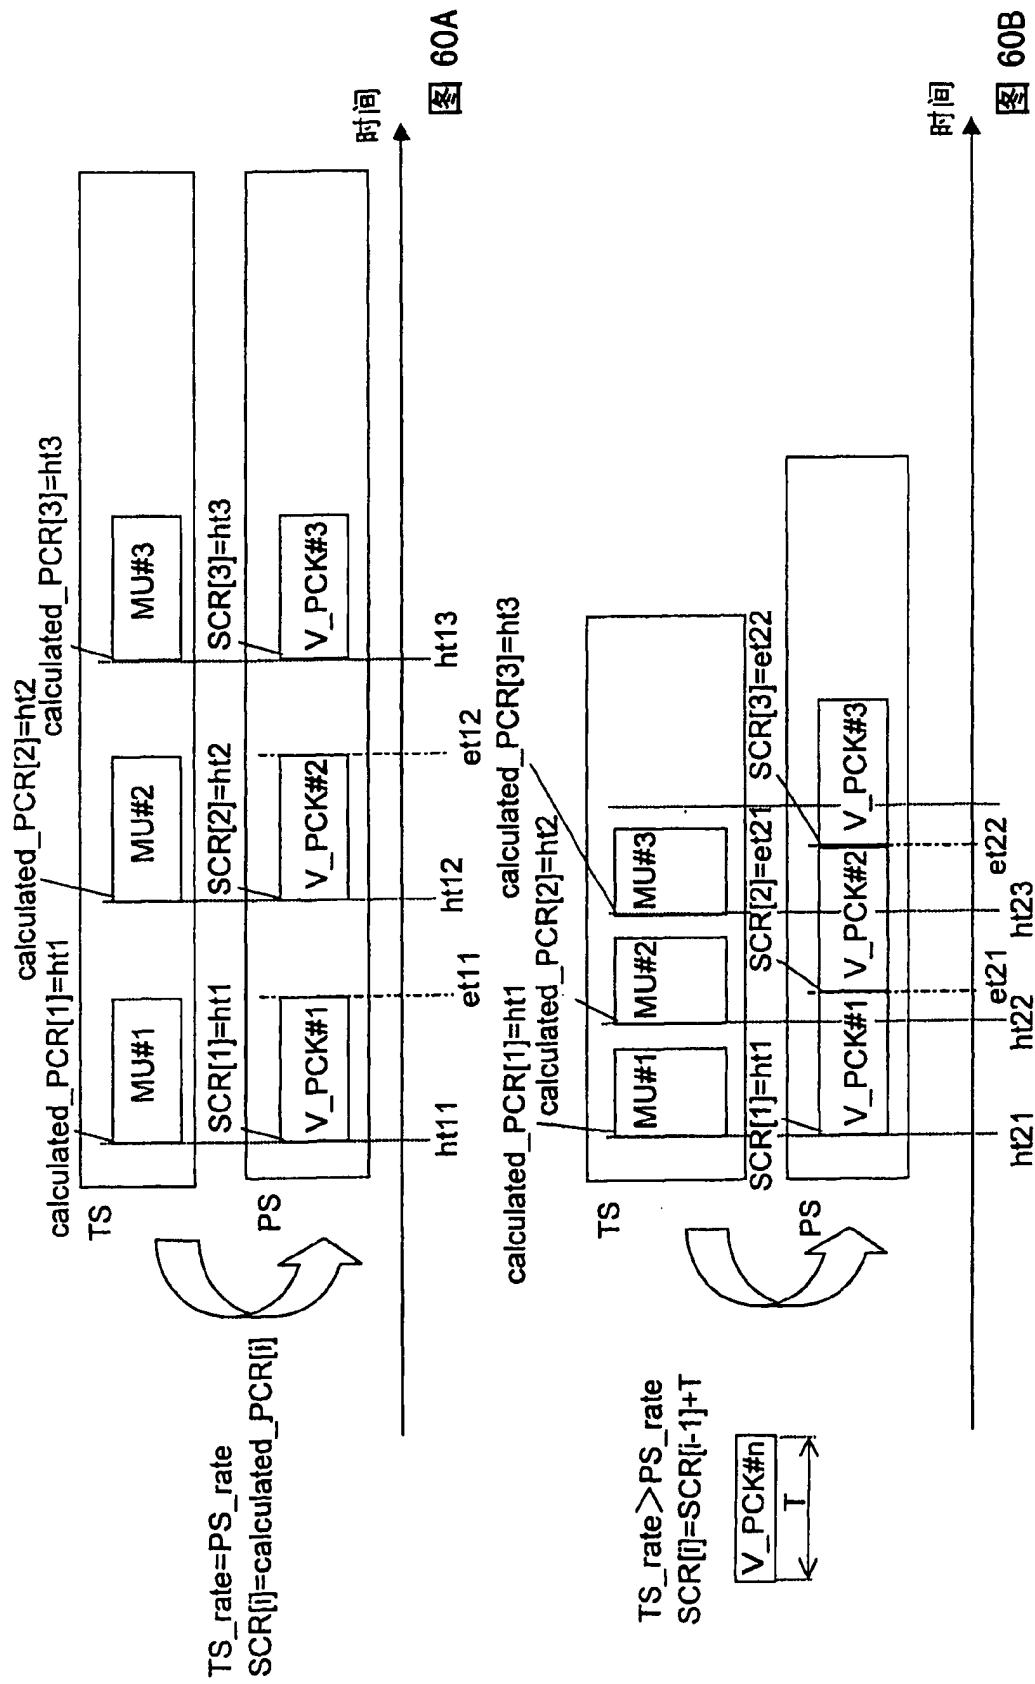 TS_rate=PS_rate
SCR[i]=calculated_PCR[i]
calculated_PCR[1]=ht1
calculated_PCR[2]=ht2
calculated_PCR[3]=ht3
TS
MU#1
MU#2
MU#3
SCR[1]=ht1
SCR[2]=ht2
SCR[3]=ht3
PS
V_PCK#1
V_PCK#2
V_PCK#3
时间
ht11
et11
ht12
et12
ht13
图 60A
TS_rate>PS_rate
SCR[i]=SCR[i-1]+T
V_PCK#n
T
calculated_PCR[1]=ht1
calculated_PCR[2]=ht2
calculated_PCR[3]=ht3
TS
MU#1
MU#2
MU#3
SCR[1]=ht1
SCR[2]=et21
SCR[3]=et22
PS
V_PCK#1
V_PCK#2
V_PCK#3
时间
ht21
ht22
et21
ht23
et22
图 60B